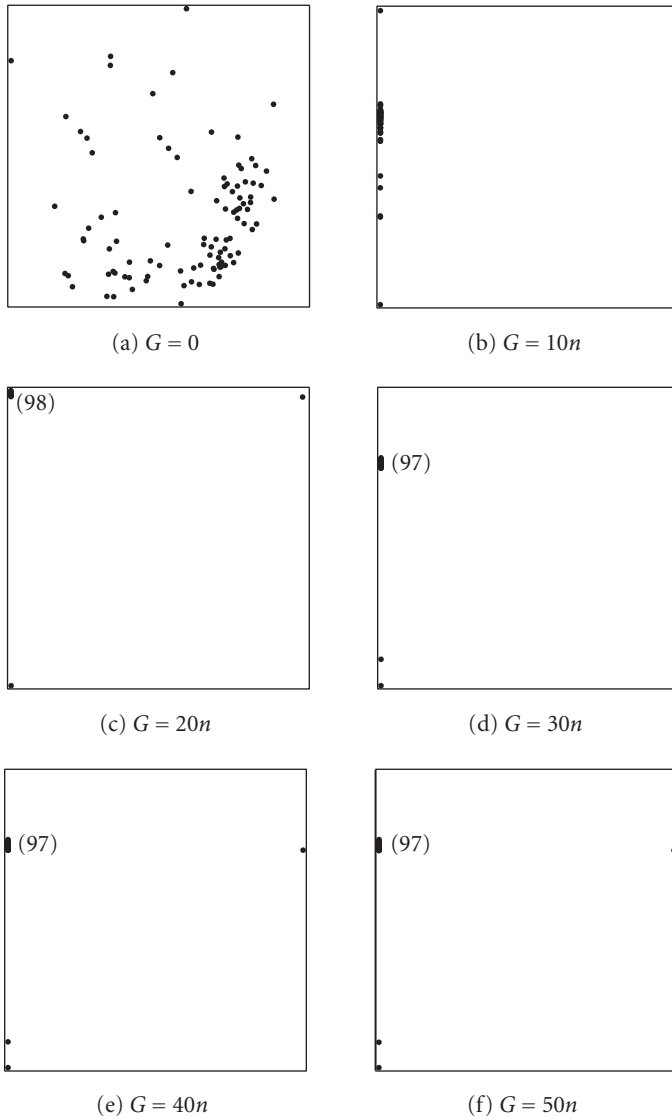 (a) G = 0
(b) G = 10n
(98)
(c) G = 20n
(97)
(d) G = 30n
(97)
(e) G = 40n
(97)
(f) G = 50n